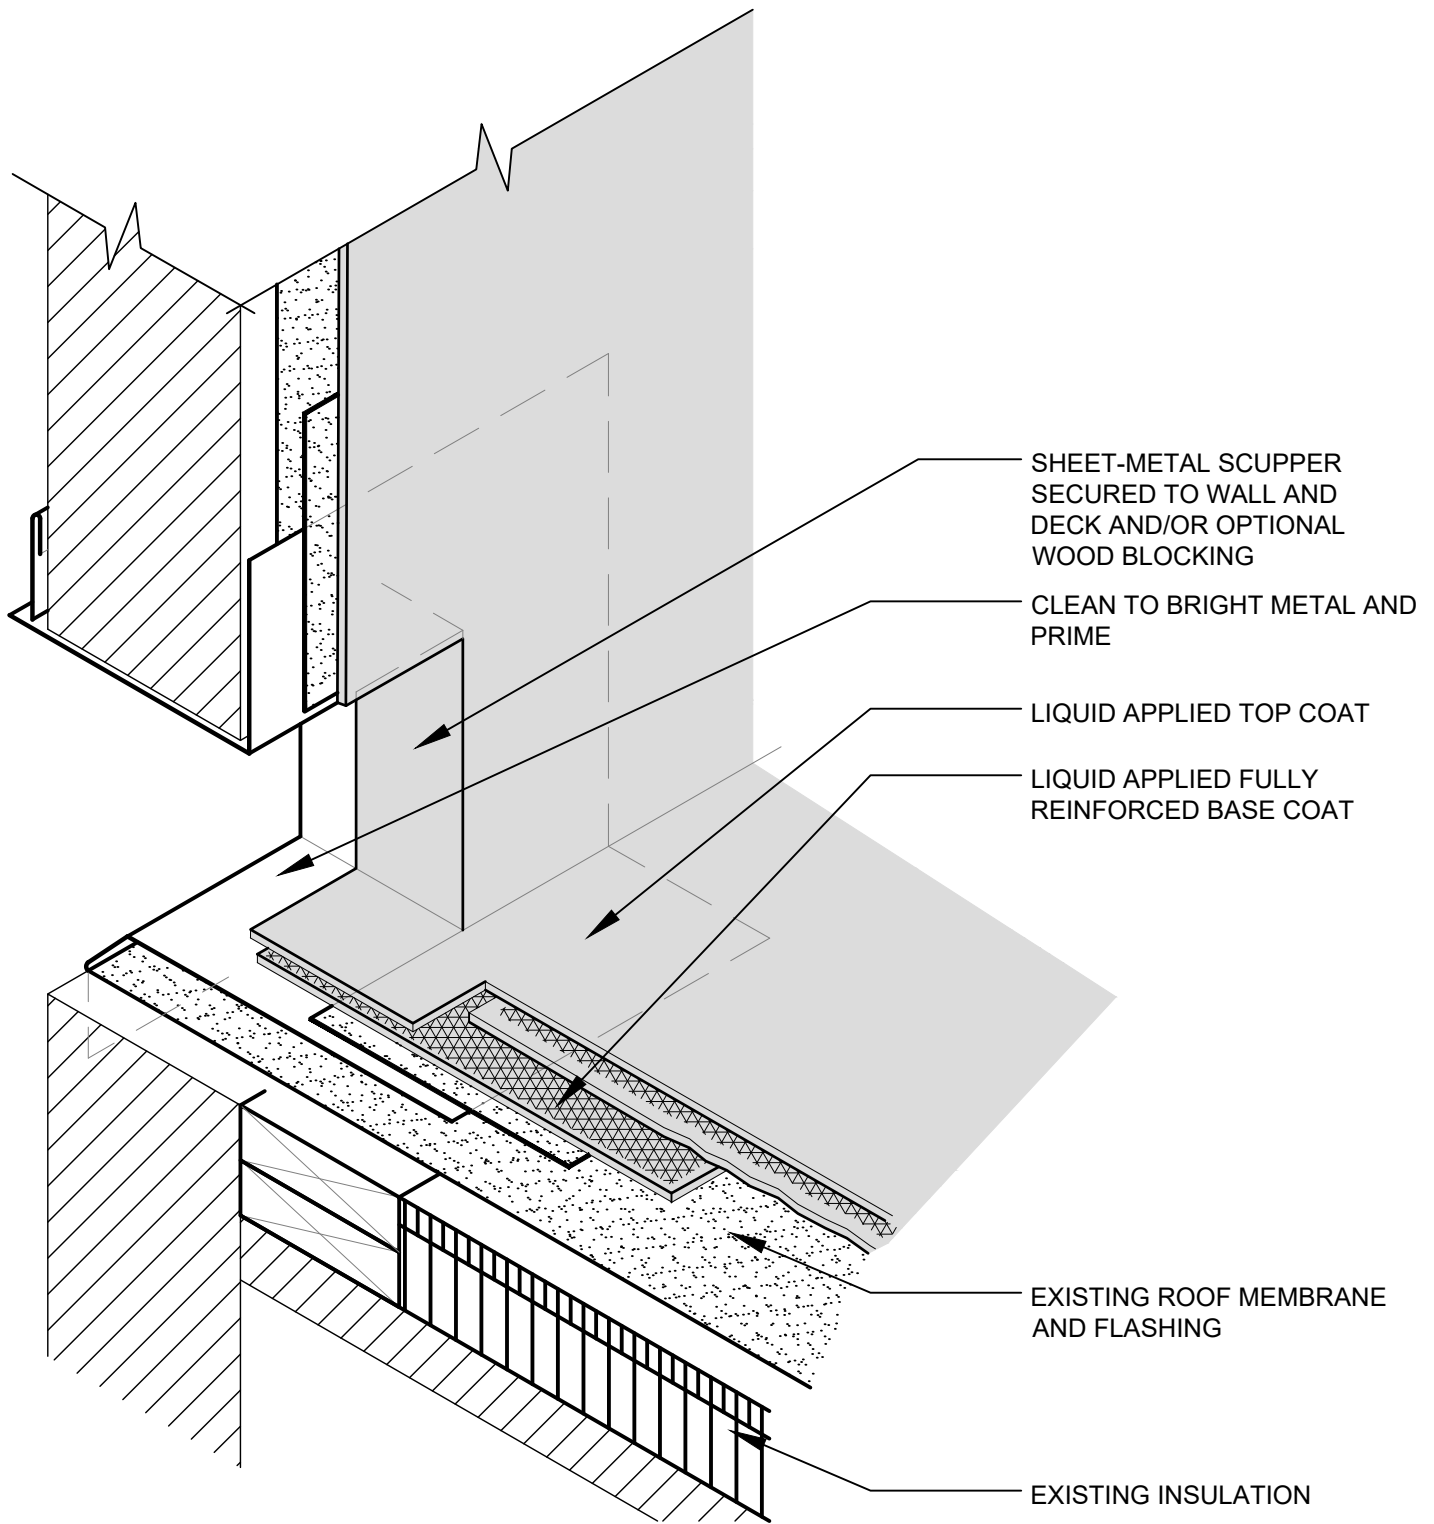 SHEET-METAL SCUPPER
SECURED TO WALL AND
DECK AND/OR OPTIONAL
WOOD BLOCKING
CLEAN TO BRIGHT METAL AND
PRIME
LIQUID APPLIED TOP COAT
LIQUID APPLIED FULLY
REINFORCED BASE COAT
EXISTING ROOF MEMBRANE
AND FLASHING
EXISTING INSULATION